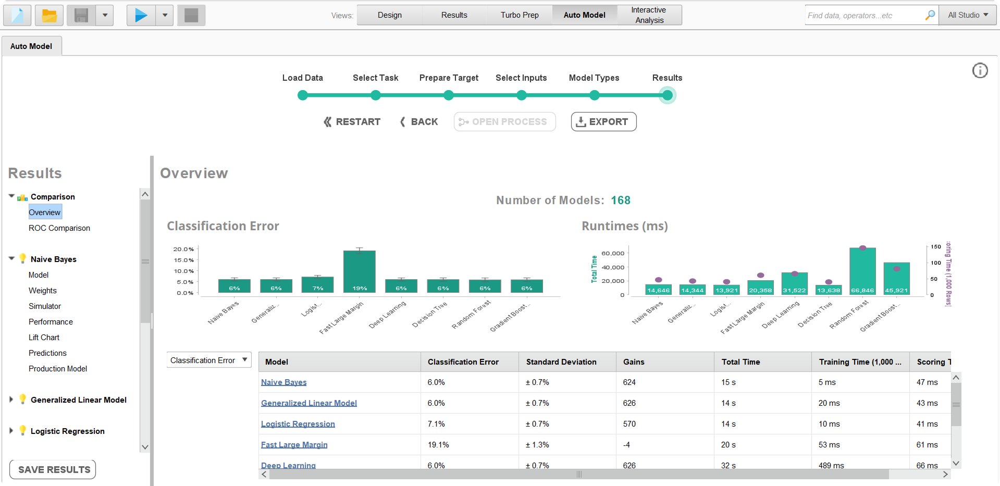 Views: Design Results Turbo Prep Auto Model Interactive Analysis Find data, operators...etc All Studio
Auto Model
Load Data Select Task Prepare Target Select Inputs Model Types Results
RESTART BACK OPEN PROCESS EXPORT
Results
Comparison
Overview
ROC Comparison
Naive Bayes
Model
Weights
Simulator
Performance
Lift Chart
Predictions
Production Model
Generalized Linear Model
Logistic Regression
SAVE RESULTS
Overview
Number of Models: 168
Classification Error
20.0%
15.0%
10.0%
5.0%
0.0%
6% 6% 7% 19% 6% 6% 6% 6%
Naive Bayes Generaliz... Logist... Fast Large Margin Deep Learning Decision Tree Random Forest Gradient Boost...
Runtimes (ms)
Total Time
60,000
40,000
20,000
0
14,646 14,344 13,921 20,358 31,522 13,638 66,846 45,921
150
100
50
0
oring Time (1,000 Rows)
Naive Bayes Generaliz... Logist... Fast Large Margin Deep Learning Decision Tree Random Forest Gradient Boost...
Classification Error
Model Classification Error Standard Deviation Gains Total Time Training Time (1,000 ... Scoring T
Naive Bayes 6.0% ± 0.7% 624 15 s 5 ms 47 ms
Generalized Linear Model 6.0% ± 0.7% 626 14 s 20 ms 43 ms
Logistic Regression 7.1% ± 0.7% 570 14 s 10 ms 41 ms
Fast Large Margin 19.1% ± 1.3% -4 20 s 53 ms 61 ms
Deep Learning 6.0% ± 0.7% 626 32 s 489 ms 66 ms